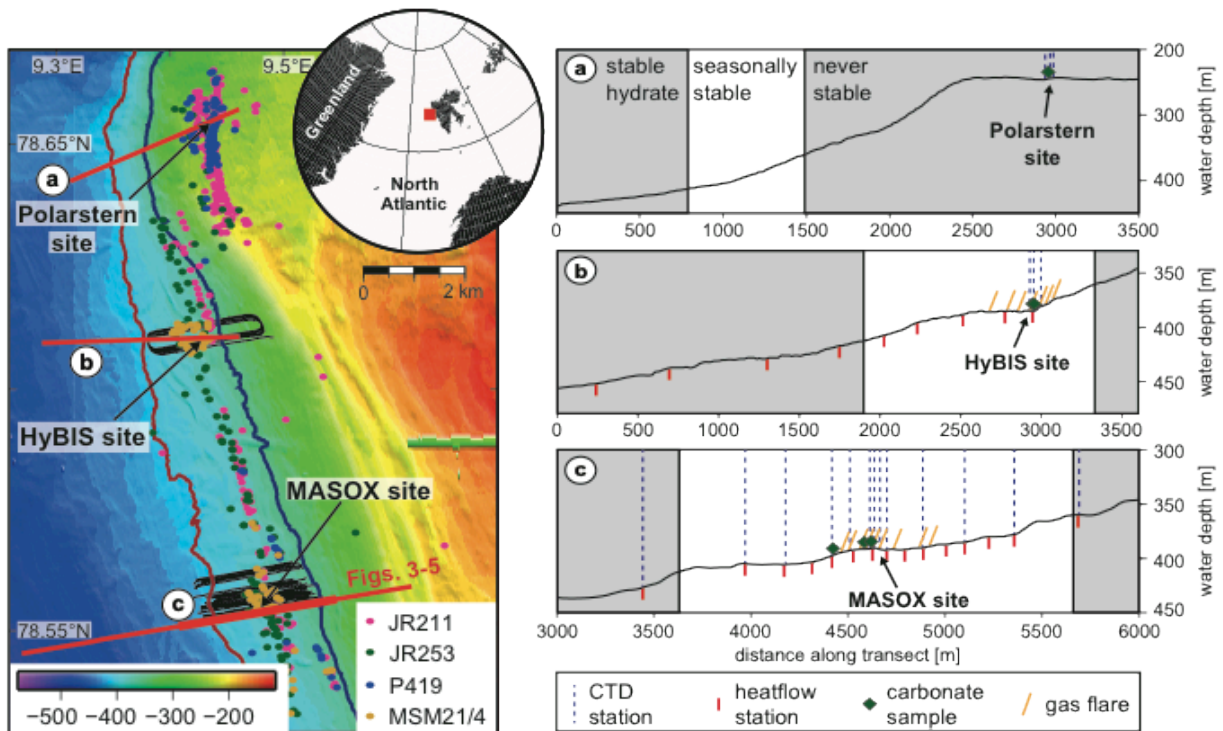 9.3°E
9.5°E
78.65°N
a
Polarstern
site
b
HyBIS site
MASOX site
c
Figs. 3-5
78.55°N
JR211
JR253
P419
MSM21/4
−500 −400 −300 −200
Greenland
North
Atlantic
0 2 km
a
stable
hydrate
seasonally
stable
never
stable
Polarstern
site
200
300
400
water depth [m]
0 500 1000 1500 2000 2500 3000 3500
b
HyBIS site
350
400
450
water depth [m]
0 500 1000 1500 2000 2500 3000 3600
c
MASOX site
300
350
400
450
water depth [m]
3000 3500 4000 4500 5000 5500 6000
distance along transect [m]
CTD
station
heatflow
station
carbonate
sample
gas flare